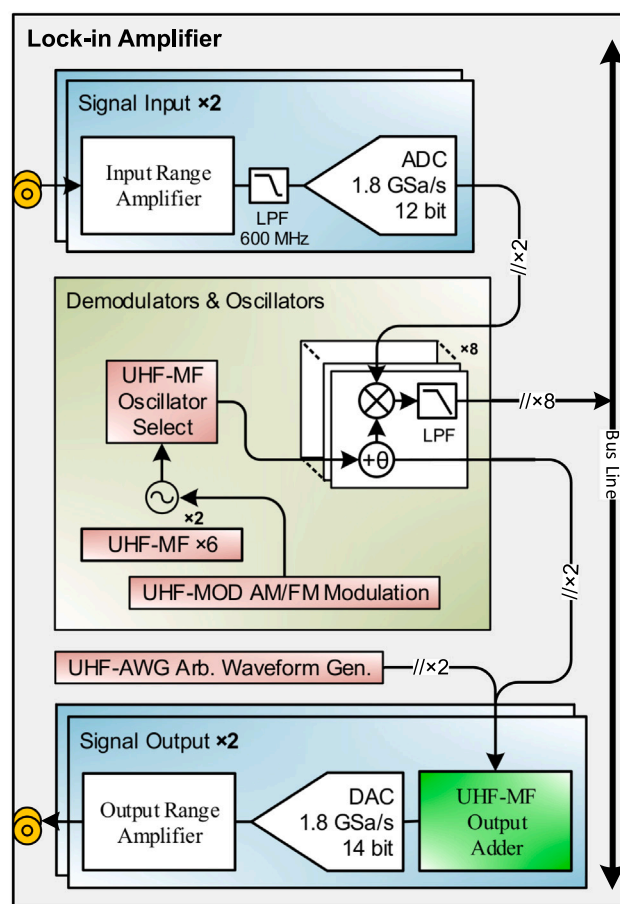 Lock-in Amplifier
Signal Input ×2
Input Range
Amplifier
LPF
600 MHz
ADC
1.8 GSa/s
12 bit
//×2
Demodulators & Oscillators
×8
UHF-MF
Oscillator
Select
LPF
//×8
+θ
×2
UHF-MF ×6
UHF-MOD AM/FM Modulation
Bus Line
//×2
UHF-AWG Arb. Waveform Gen.
//×2
Signal Output ×2
Output Range
Amplifier
DAC
1.8 GSa/s
14 bit
UHF-MF
Output
Adder